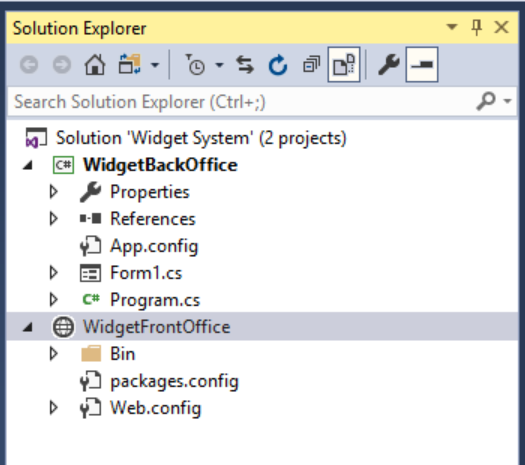 Solution Explorer
Search Solution Explorer (Ctrl+;)
Solution 'Widget System' (2 projects)
C# WidgetBackOffice
Properties
References
App.config
Form1.cs
C# Program.cs
WidgetFrontOffice
Bin
packages.config
Web.config